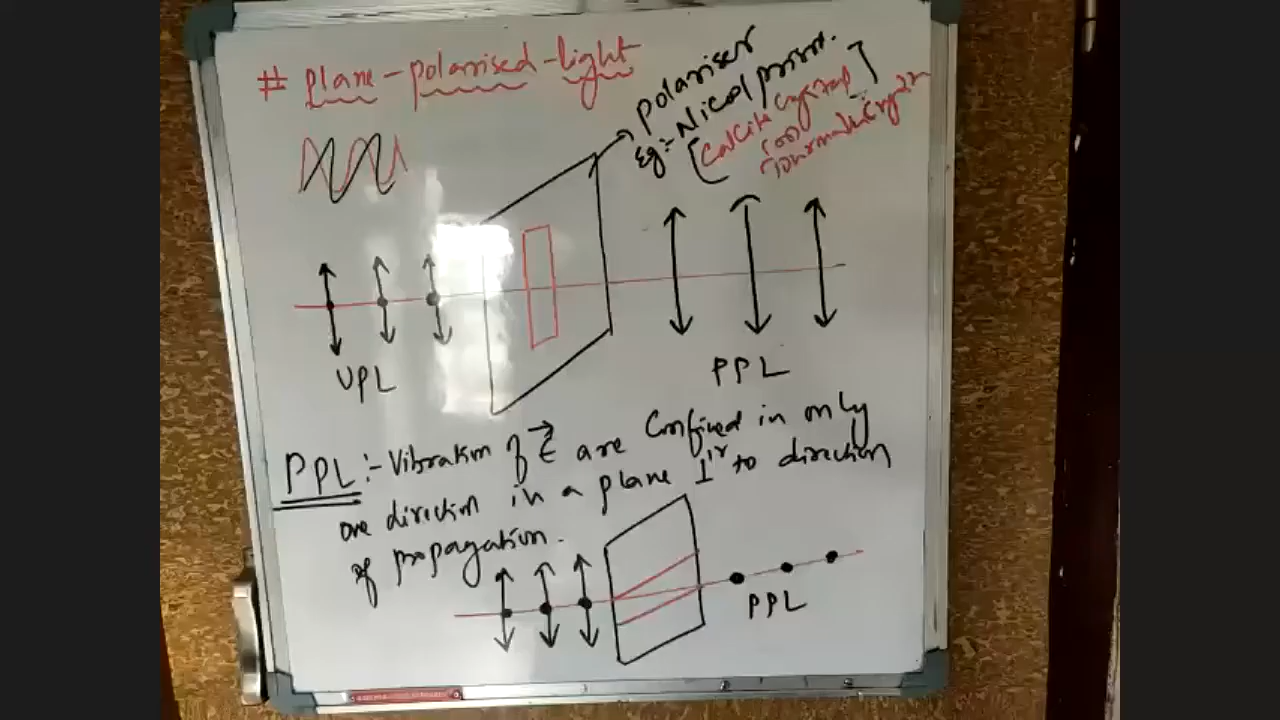 # Plane-polarised-light
Polariser
Eg:- Nicol prism.
[Calcite crystal]
(or)
UPL
PPL
PPL:- Vibration of E are Confined in only
one direction in a plane ⊥ʳ to direction
of propagation.
PPL